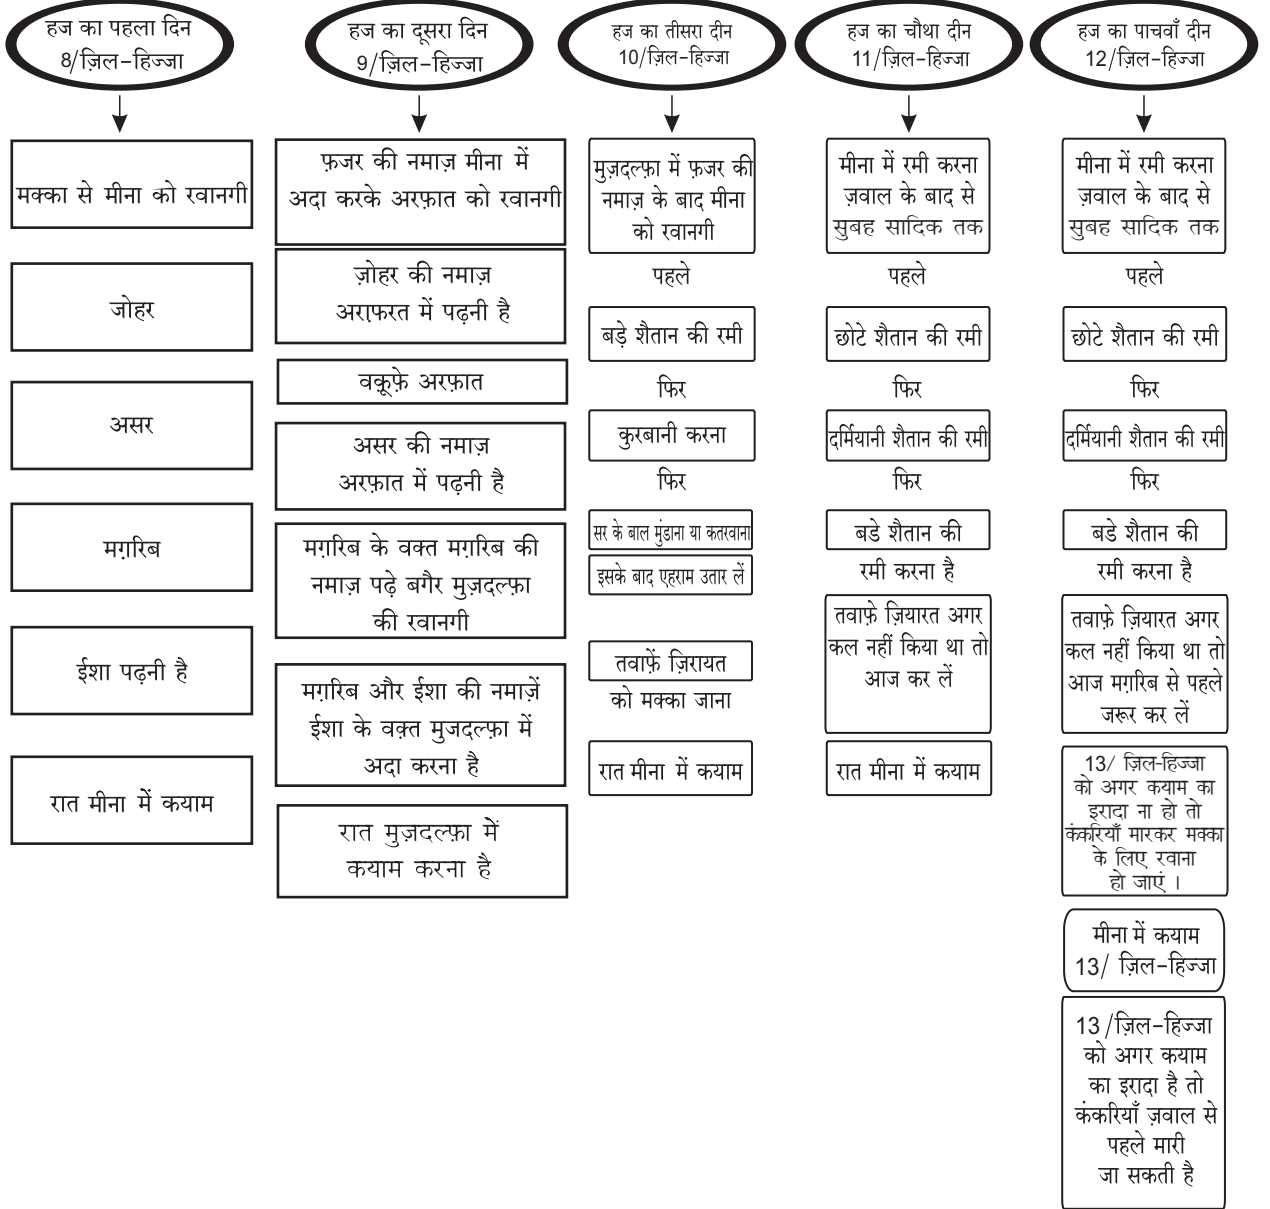 हज का पहला दिन
8/ज़िल-हिज्जा
मक्का से मीना को रवानगी
जोहर
असर
मग़रिब
ईशा पढ़नी है
रात मीना में कयाम
हज का दूसरा दिन
9/ज़िल-हिज्जा
फ़जर की नमाज़ मीना में
अदा करके अरफ़ात को रवानगी
ज़ोहर की नमाज़
अरा़फरत में पढ़नी है
वक़ूफ़े अरफ़ात
असर की नमाज़
अरफ़ात में पढ़नी है
मग़रिब के वक्त मग़रिब की
नमाज़ पढ़े बगैर मुज़दल्फ़ा
की रवानगी
मग़रिब और ईशा की नमाज़ें
ईशा के वक़्त मुजदल्फ़ा में
अदा करना है
रात मुज़दल्फ़ा में
कयाम करना है
हज का तीसरा दीन
10/ज़िल-हिज्जा
मुज़दल्फ़ा में फ़जर की
नमाज़ के बाद मीना
को रवानगी
पहले
बड़े शैतान की रमी
फिर
कुरबानी करना
फिर
सर के बाल मुंडाना या कतरवाना
इसके बाद एहराम उतार लें
तवाफ़ें ज़िरायत
को मक्का जाना
रात मीना में कयाम
हज का चौथा दीन
11/ज़िल-हिज्जा
मीना में रमी करना
ज़वाल के बाद से
सुबह सादिक तक
पहले
छोटे शैतान की रमी
फिर
दर्मियानी शैतान की रमी
फिर
बडे शैतान की
रमी करना है
तवाफ़े ज़ियारत अगर
कल नहीं किया था तो
आज कर लें
रात मीना में कयाम
हज का पाचवाँ दीन
12/ज़िल-हिज्जा
मीना में रमी करना
ज़वाल के बाद से
सुबह सादिक तक
पहले
छोटे शैतान की रमी
फिर
दर्मियानी शैतान की रमी
फिर
बडे शैतान की
रमी करना है
तवाफ़े ज़ियारत अगर
कल नहीं किया था तो
आज मग़रिब से पहले
जरूर कर लें
13/ ज़िल-हिज्जा
को अगर कयाम का
इरादा ना हो तो
कंकरियाँ मारकर मक्का
के लिए रवाना
हो जाएं ।
मीना में कयाम
13/ ज़िल-हिज्जा
13/ज़िल-हिज्जा
को अगर कयाम
का इरादा है तो
कंकरियाँ ज़वाल से
पहले मारी
जा सकती है